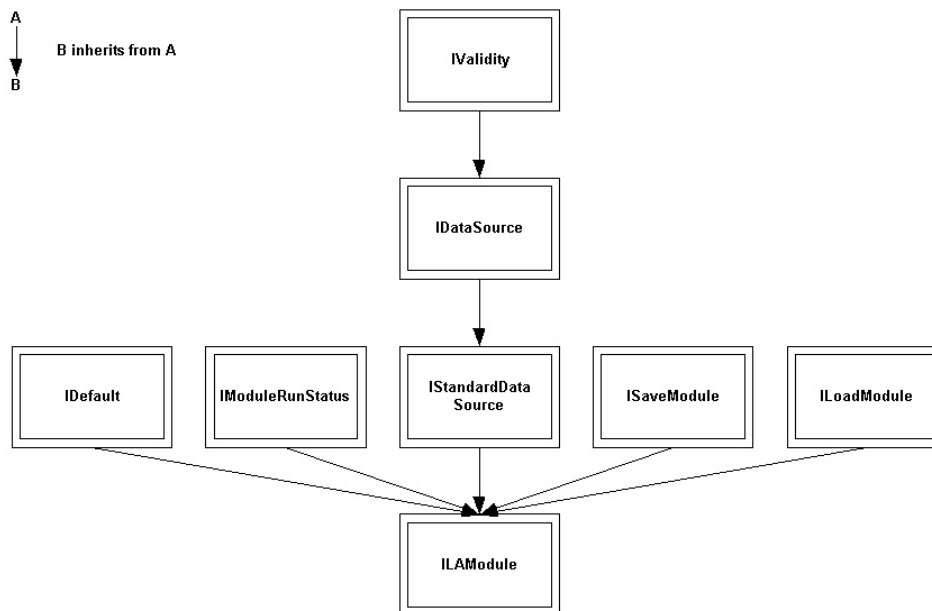 A
B inherits from A
B
IValidity
IDataSource
IDefault
IModuleRunStatus
IStandardData
Source
ISaveModule
ILoadModule
ILAModule